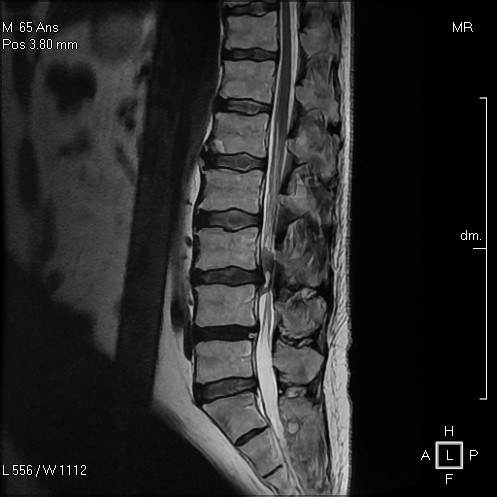 M 65 Ans
Pos 3.80 mm
MR
dm.
H
A L P
F
L 556 / W 1112